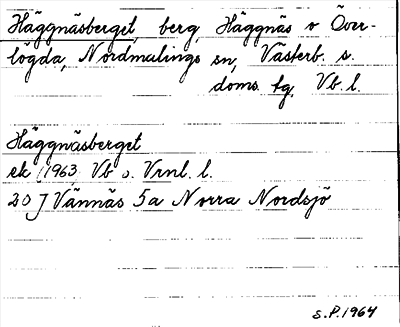 Häggnäsberget, berg, Häggnäs o Över-
lögda, Nordmalings sn, Västerb. s.
doms. tg, Vb. l.
Häggnäsberget
ek (1963) Vb o. Vrnl. l.
20 J Vännäs 5a Norra Nordsjö
S.P. 1964